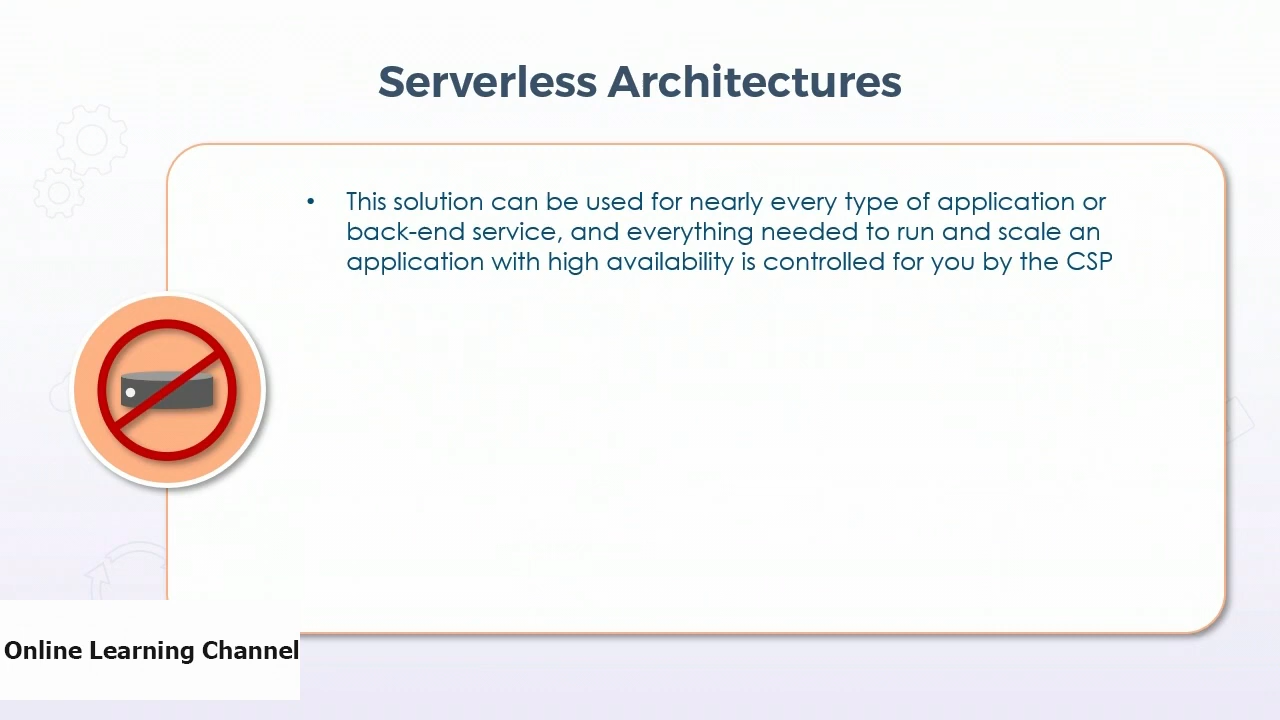 Serverless Architectures
• This solution can be used for nearly every type of application or
back-end service, and everything needed to run and scale an
application with high availability is controlled for you by the CSP
Online Learning Channel